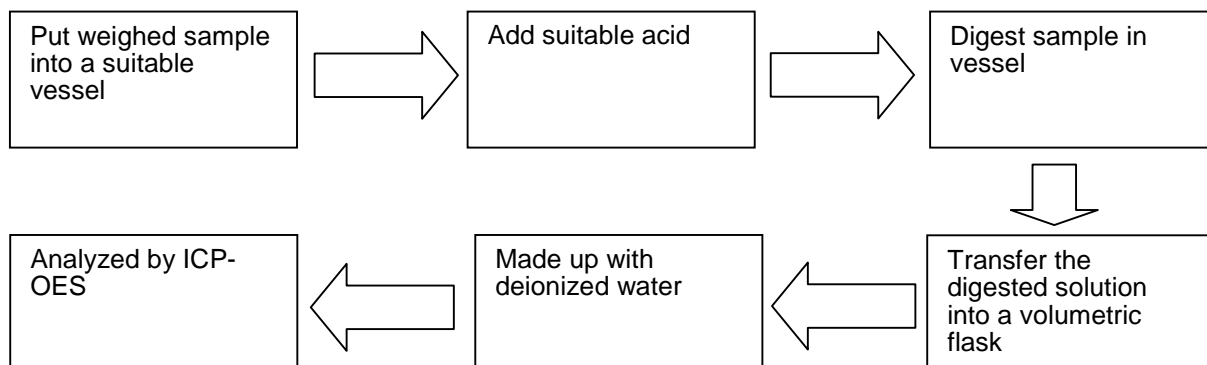 Put weighed sample
into a suitable
vessel
Add suitable acid
Digest sample in
vessel
Transfer the
digested solution
into a volumetric
flask
Made up with
deionized water
Analyzed by ICP-
OES